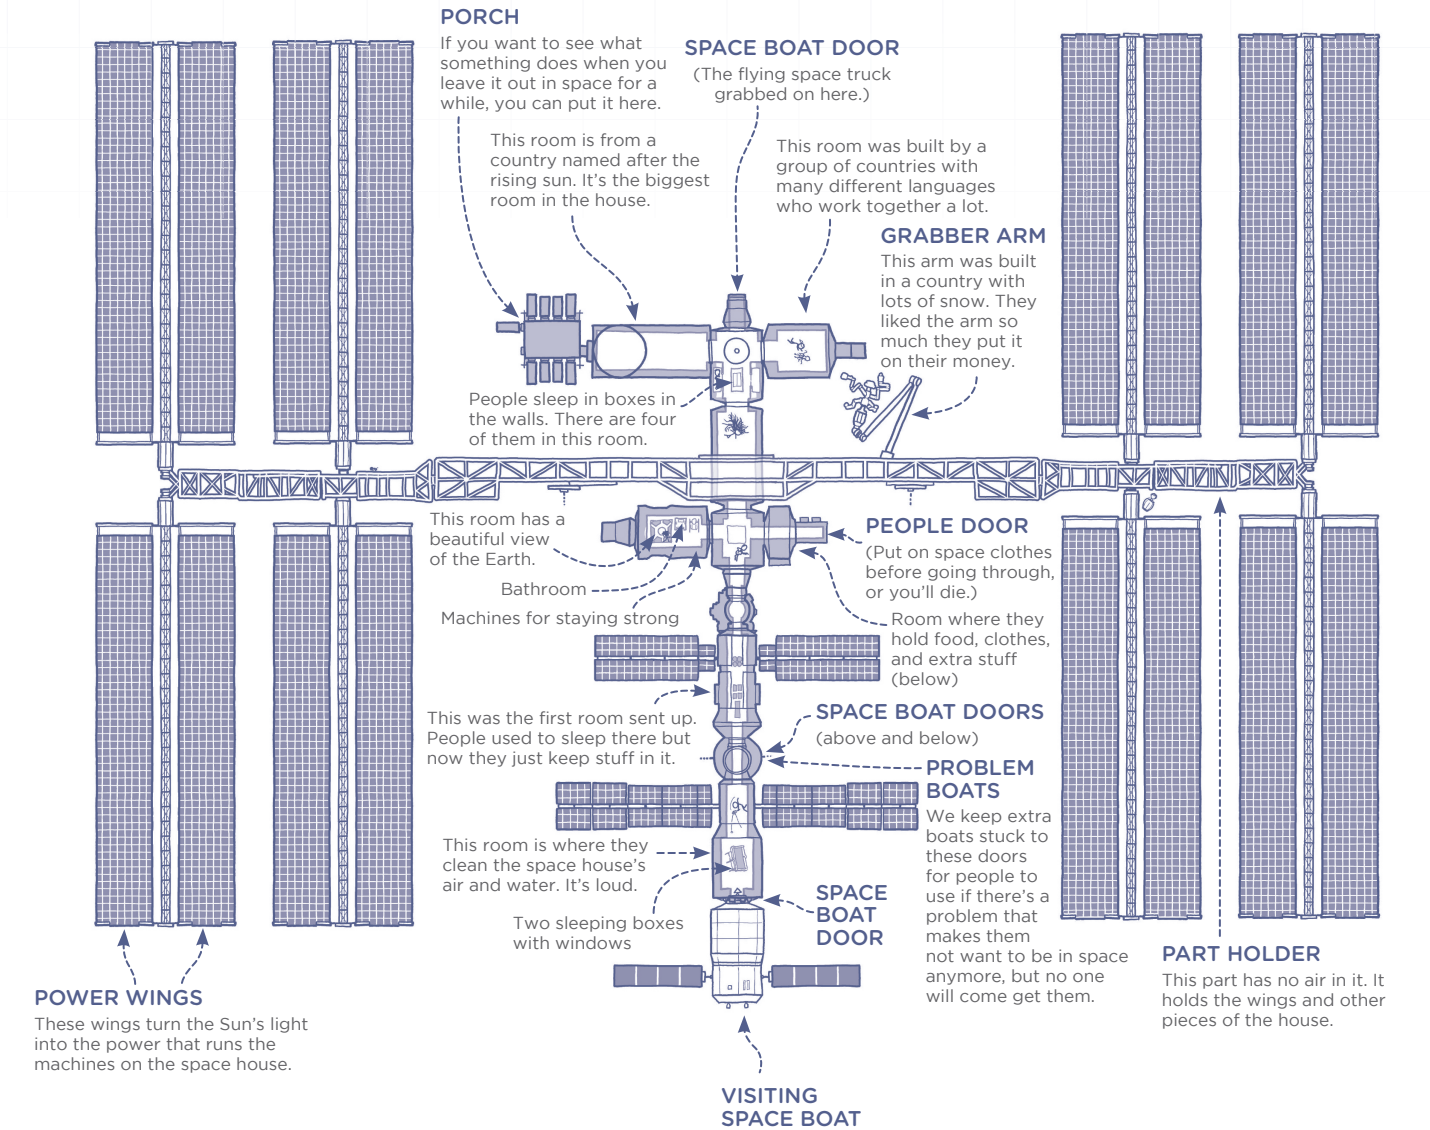 PORCH
If you want to see what
something does when you
leave it out in space for a
while, you can put it here.
SPACE BOAT DOOR
(The flying space truck
grabbed on here.)
This room is from a
country named after the
rising sun. It's the biggest
room in the house.
This room was built by a
group of countries with
many different languages
who work together a lot.
GRABBER ARM
This arm was built
in a country with
lots of snow. They
liked the arm so
much they put it
on their money.
People sleep in boxes in
the walls. There are four
of them in this room.
This room has a
beautiful view
of the Earth.
Bathroom
Machines for staying strong
PEOPLE DOOR
(Put on space clothes
before going through,
or you'll die.)
Room where they
hold food, clothes,
and extra stuff
(below)
This was the first room sent up.
People used to sleep there but
now they just keep stuff in it.
SPACE BOAT DOORS
(above and below)
PROBLEM
BOATS
We keep extra
boats stuck to
these doors
for people to
use if there's a
problem that
makes them
not want to be in space
anymore, but no one
will come get them.
This room is where they
clean the space house's
air and water. It's loud.
Two sleeping boxes
with windows
SPACE
BOAT
DOOR
PART HOLDER
This part has no air in it. It
holds the wings and other
pieces of the house.
POWER WINGS
These wings turn the Sun's light
into the power that runs the
machines on the space house.
VISITING
SPACE BOAT